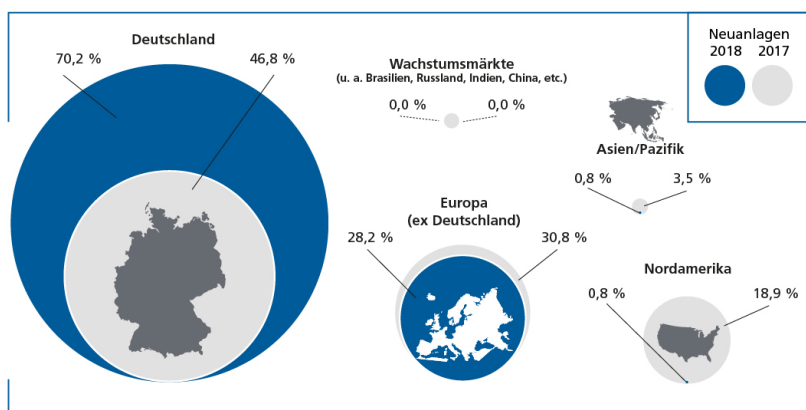 Deutschland
70,2 %
46,8 %
Wachstumsmärkte
(u. a. Brasilien, Russland, Indien, China, etc.)
0,0 %
0,0 %
Neuanlagen
2018
2017
Asien/Pazifik
0,8 %
3,5 %
Europa
(ex Deutschland)
28,2 %
30,8 %
Nordamerika
0,8 %
18,9 %